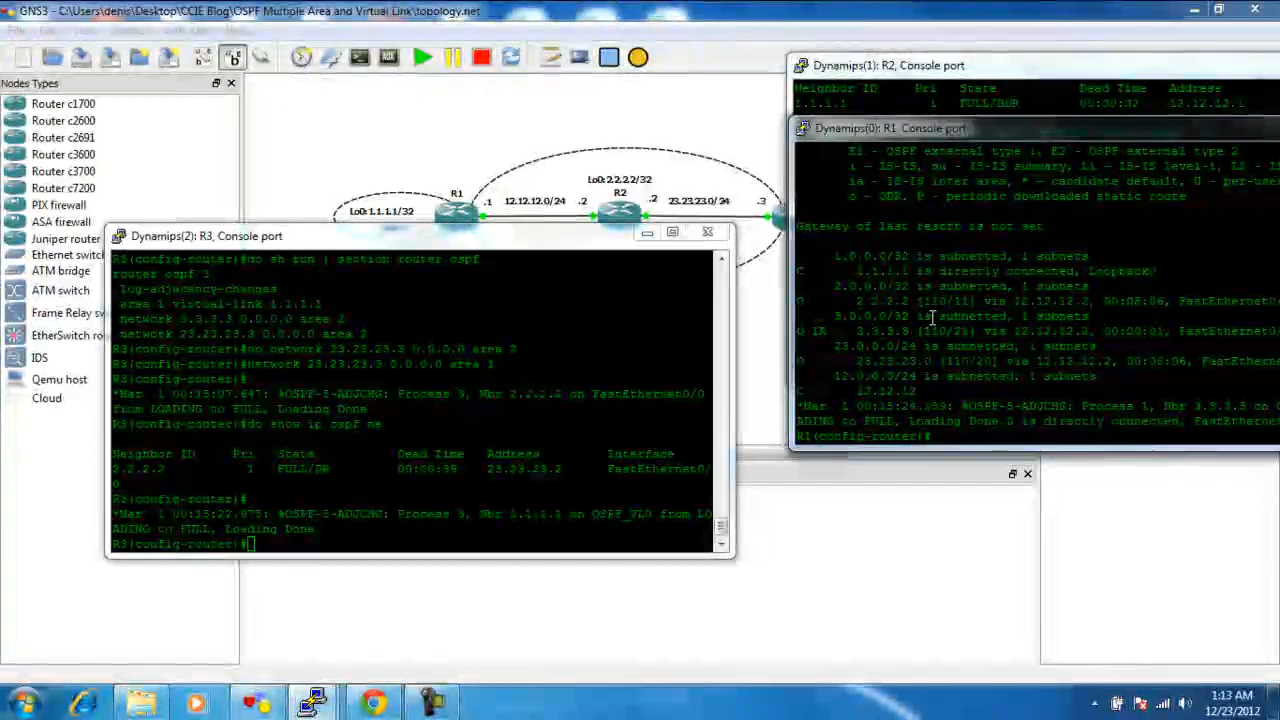 GNS3 - C:\Users\denis\Desktop\CCIE Blog\OSPF Multiple Area and Virtual Link\topology.net
Nodes Types
Router c1700
Router c2600
Router c2691
Router c3600
Router c3700
Router c7200
PIX firewall
ASA firewall
Juniper router
Ethernet switch
ATM bridge
ATM switch
Frame Relay sw
EtherSwitch rou
IDS
Qemu host
Cloud
Lo0:1.1.1.1/32
R1
.1
12.12.12.0/24
.2
Lo0:2.2.2.2/32
R2
.2
23.23.23.0/24
.3
Dynamips(1): R2, Console port
Neighbor ID Pri State Dead Time Address
1.1.1.1 1 FULL/BDR 00:00:32 12.12.12.1
Dynamips(0): R1 Console port
E1 - OSPF external type 1, E2 - OSPF external type 2
i - IS-IS, su - IS-IS summary, L1 - IS-IS level-1, L2 - IS-
ia - IS-IS inter area, * - candidate default, U - per-use
o - ODR, P - periodic downloaded static route
Gateway of last resort is not set
1.0.0.0/32 is subnetted, 1 subnets
C 1.1.1.1 is directly connected, Loopback0
2.0.0.0/32 is subnetted, 1 subnets
O 2.2.2.2 [110/11] via 12.12.12.2, 00:08:06, FastEthernet0
3.0.0.0/32 is subnetted, 1 subnets
O IA 3.3.3.3 [110/21] via 12.12.12.2, 00:00:01, FastEthernet0
23.0.0.0/24 is subnetted, 1 subnets
O 23.23.23.0 [110/20] via 12.12.12.2, 00:08:06, FastEthernet0
12.0.0.0/24 is subnetted, 1 subnets
C 12.12.12
*Mar 1 00:15:24.359: %OSPF-5-ADJCHG: Process 1, Nbr 3.3.3.3 on O
ADING to FULL, Loading Done.0 is directly connected, FastEthernet
R1(config-router)#
Dynamips(2): R3, Console port
R3(config-router)#do sh run | section router ospf
router ospf 3
log-adjacency-changes
area 1 virtual-link 1.1.1.1
network 3.3.3.3 0.0.0.0 area 2
network 23.23.23.3 0.0.0.0 area 2
R3(config-router)#no network 23.23.23.3 0.0.0.0 area 2
R3(config-router)#network 23.23.23.3 0.0.0.0 area 1
R3(config-router)#
*Mar 1 00:15:07.647: %OSPF-5-ADJCHG: Process 3, Nbr 2.2.2.2 on FastEthernet0/0
from LOADING to FULL, Loading Done
R3(config-router)#do show ip ospf ne
Neighbor ID Pri State Dead Time Address Interface
2.2.2.2 1 FULL/DR 00:00:39 23.23.23.2 FastEthernet0/
0
R3(config-router)#
*Mar 1 00:15:22.875: %OSPF-5-ADJCHG: Process 3, Nbr 1.1.1.1 on OSPF_VL0 from LO
ADING to FULL, Loading Done
R3(config-router)#
1:13 AM
12/23/2012